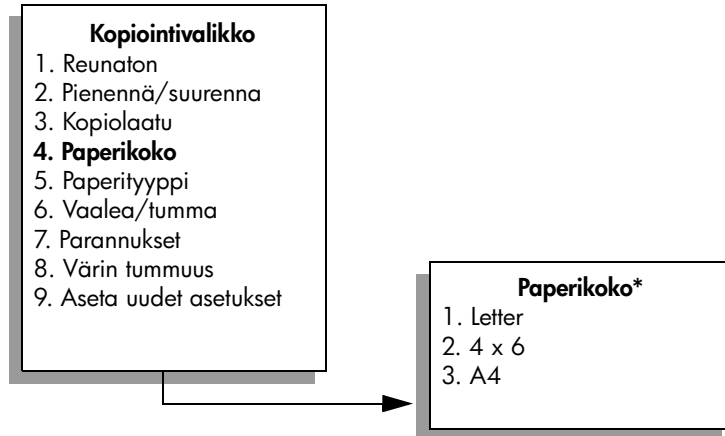 Kopiointivalikko
1. Reunaton
2. Pienennä/suurenna
3. Kopiolaatu
4. Paperikoko
5. Paperityyppi
6. Vaalea/tumma
7. Parannukset
8. Värin tummuus
9. Aseta uudet asetukset
Paperikoko*
1. Letter
2. 4 x 6
3. A4